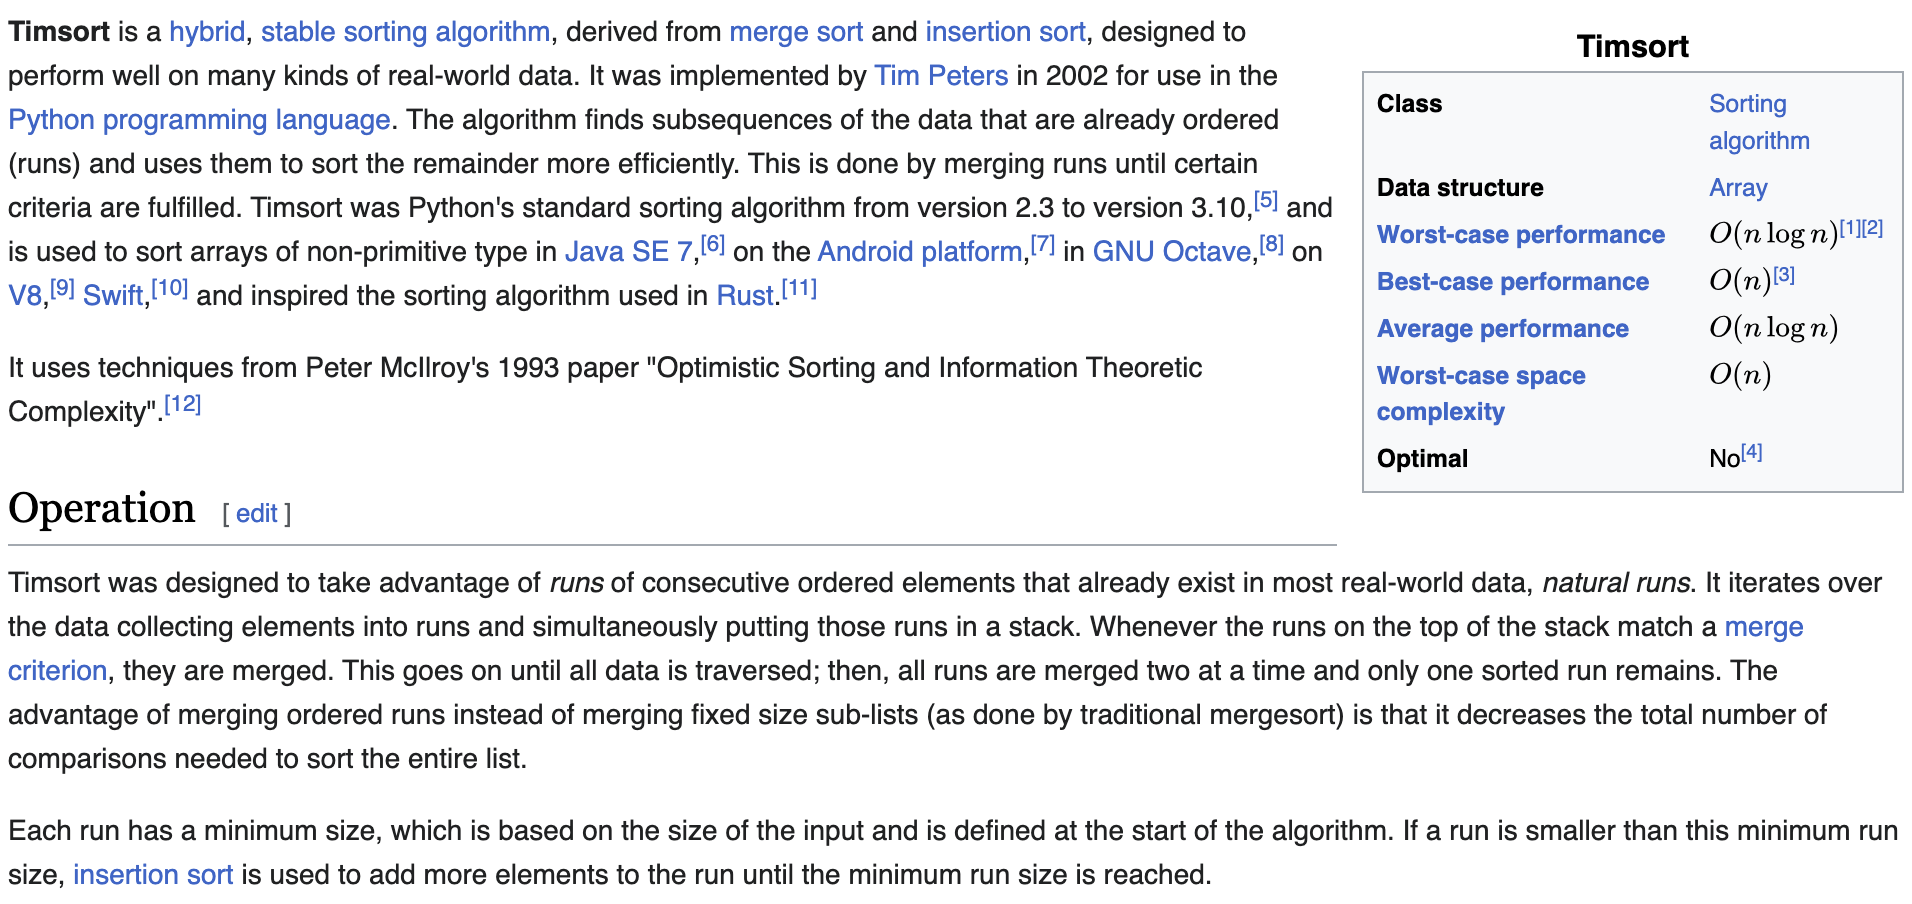 Timsort is a hybrid, stable sorting algorithm, derived from merge sort and insertion sort, designed to
perform well on many kinds of real-world data. It was implemented by Tim Peters in 2002 for use in the
Python programming language. The algorithm finds subsequences of the data that are already ordered
(runs) and uses them to sort the remainder more efficiently. This is done by merging runs until certain
criteria are fulfilled. Timsort was Python's standard sorting algorithm from version 2.3 to version 3.10,[5] and
is used to sort arrays of non-primitive type in Java SE 7,[6] on the Android platform,[7] in GNU Octave,[8] on
V8,[9] Swift,[10] and inspired the sorting algorithm used in Rust.[11]
It uses techniques from Peter McIlroy's 1993 paper "Optimistic Sorting and Information Theoretic
Complexity".[12]
Timsort
Class Sorting
algorithm
Data structure Array
Worst-case performance O(n log n)[1][2]
Best-case performance O(n)[3]
Average performance O(n log n)
Worst-case space O(n)
complexity
Optimal No[4]
Operation [ edit ]
Timsort was designed to take advantage of runs of consecutive ordered elements that already exist in most real-world data, natural runs. It iterates over
the data collecting elements into runs and simultaneously putting those runs in a stack. Whenever the runs on the top of the stack match a merge
criterion, they are merged. This goes on until all data is traversed; then, all runs are merged two at a time and only one sorted run remains. The
advantage of merging ordered runs instead of merging fixed size sub-lists (as done by traditional mergesort) is that it decreases the total number of
comparisons needed to sort the entire list.
Each run has a minimum size, which is based on the size of the input and is defined at the start of the algorithm. If a run is smaller than this minimum run
size, insertion sort is used to add more elements to the run until the minimum run size is reached.